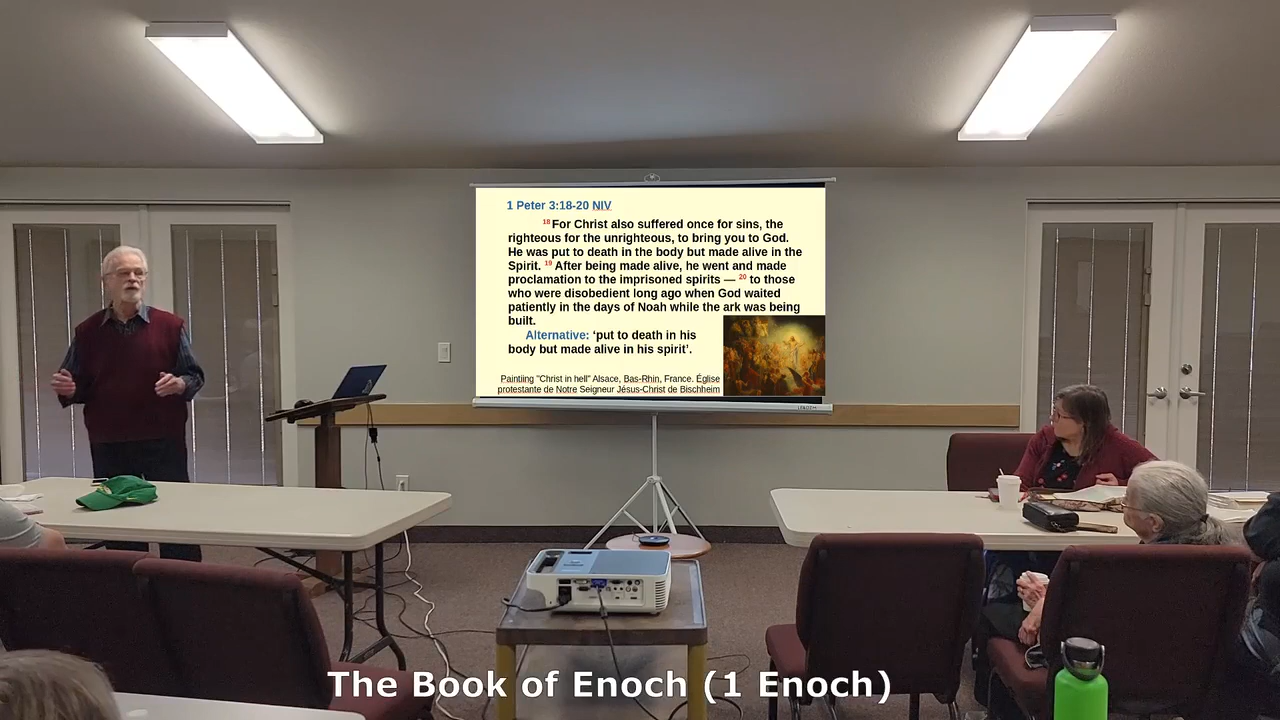 1 Peter 3:18-20 NIV
18 For Christ also suffered once for sins, the
righteous for the unrighteous, to bring you to God.
He was put to death in the body but made alive in the
Spirit. 19 After being made alive, he went and made
proclamation to the imprisoned spirits — 20 to those
who were disobedient long ago when God waited
patiently in the days of Noah while the ark was being
built.
Alternative: ‘put to death in his
body but made alive in his spirit’.
Paintiing "Christ in hell" Alsace, Bas-Rhin, France. Église
protestante de Notre Seigneur Jésus-Christ de Bischheim
The Book of Enoch (1 Enoch)